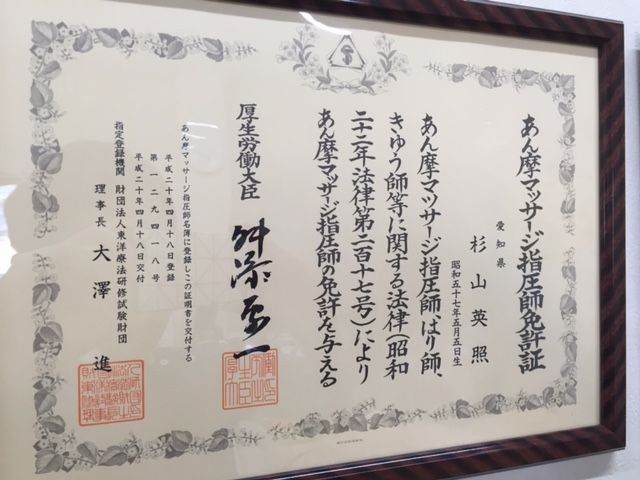 あん摩マッサージ指圧師免許証
愛知県
杉山英照
昭和五十七年五月五日生
あん摩マツサージ指圧師、はり師、
きゆう師等に関する法律（昭和
二十二年法律第二百十七号）により
あん摩マッサージ指圧師の免許を与える
厚生労働大臣
舛添要一
あん摩マッサージ指圧師名簿に登録しこの証明書を交付する
平成二十年四月十八日登録
第一二九四一八号
平成二十年四月十八日交付
指定登録機関 財団法人東洋療法研修試験財団
理事長 大澤進